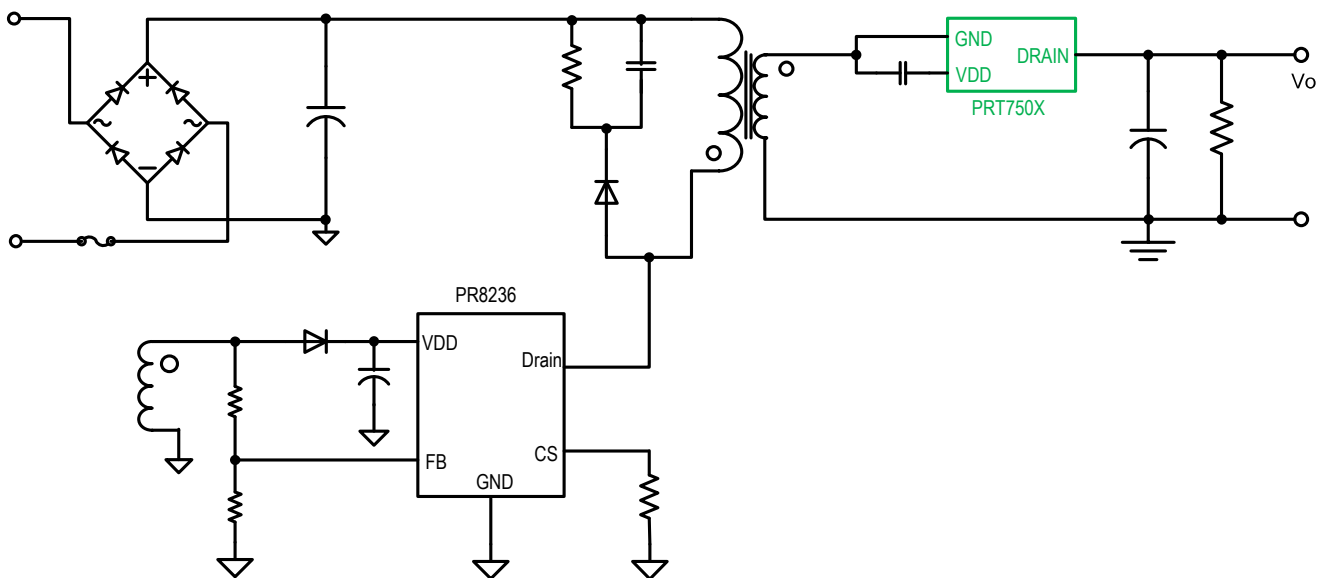 GND
DRAIN
VDD
PRT750X
Vo
PR8236
VDD
Drain
CS
FB
GND